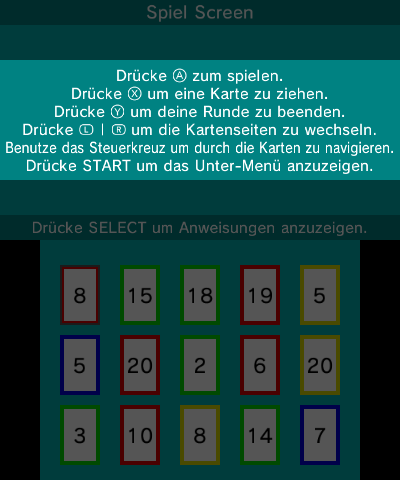 Spiel Screen
Drücke Ⓐ zum spielen.
Drücke Ⓧ um eine Karte zu ziehen.
Drücke Ⓨ um deine Runde zu beenden.
Drücke Ⓛ | Ⓡ um die Kartenseiten zu wechseln.
Benutze das Steuerkreuz um durch die Karten zu navigieren.
Drücke START um das Unter-Menü anzuzeigen.
Drücke SELECT um Anweisungen anzuzeigen.
8 15 18 19 5
5 20 2 6 20
3 10 8 14 7